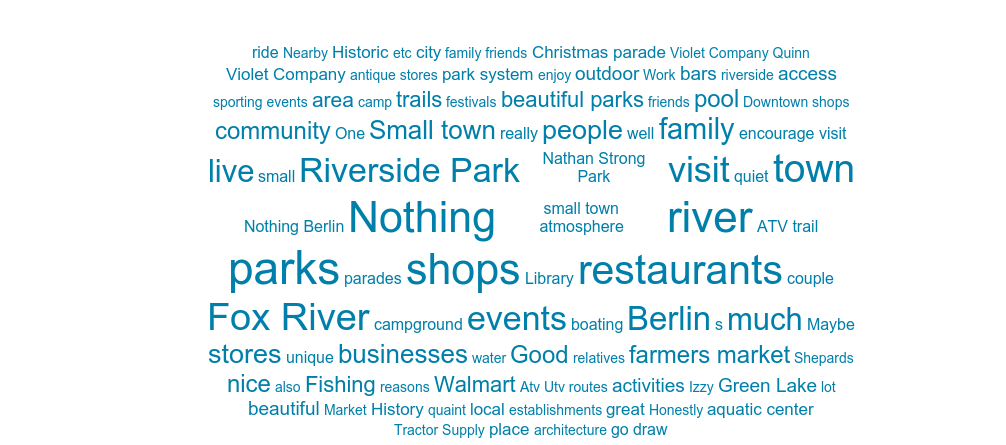 ride Nearby Historic etc city family friends Christmas parade Violet Company Quinn
Violet Company antique stores park system enjoy outdoor Work bars riverside access
sporting events area camp trails festivals beautiful parks friends pool Downtown shops
community One Small town really people well family encourage visit
live small Riverside Park Nathan Strong Park visit quiet town
Nothing Berlin Nothing small town atmosphere river ATV trail
parks parades shops Library restaurants couple
Fox River campground events boating Berlin s much Maybe
stores unique businesses water Good relatives farmers market Shepards
nice also Fishing reasons Walmart Atv Utv routes activities Izzy Green Lake lot
beautiful Market History quaint local establishments great Honestly aquatic center
Tractor Supply place architecture go draw